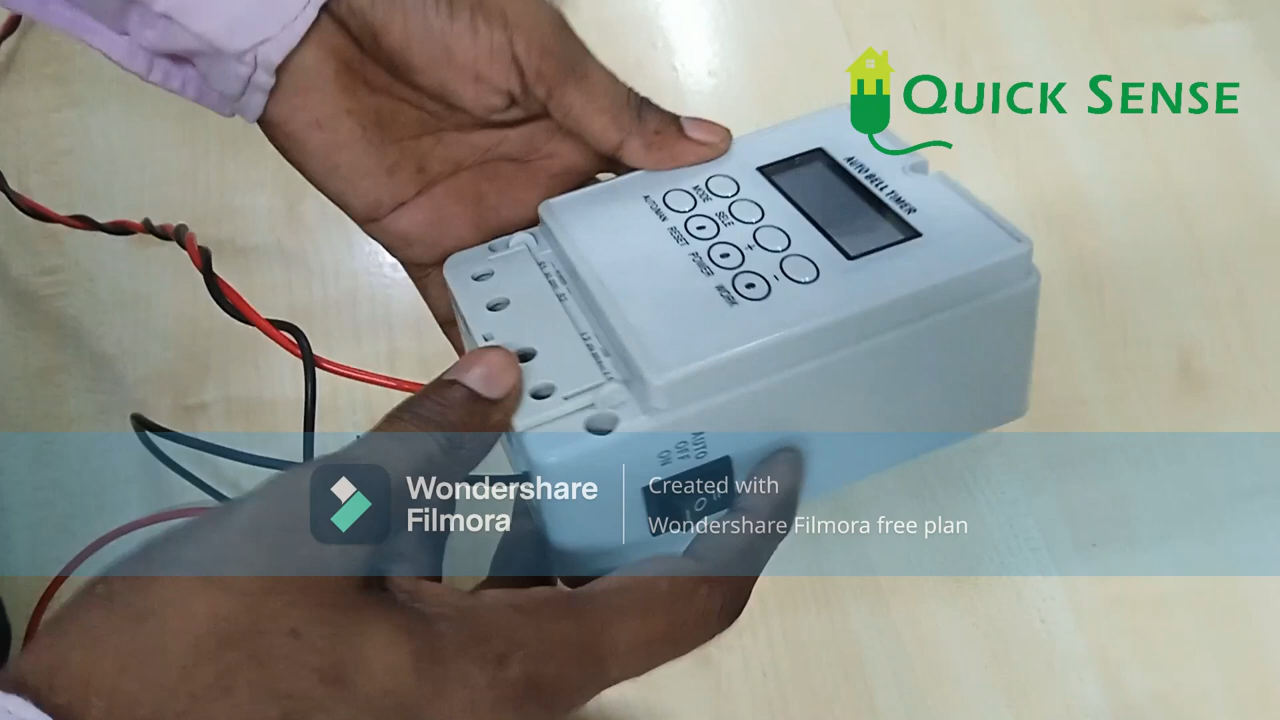 QUICK SENSE
AUTO BELL TIMER
MODE
SELE
+
-
AUTO/MAN
RESET
POWER
WORK
AUTO
OFF
ON
Wondershare
Filmora
Created with
Wondershare Filmora free plan